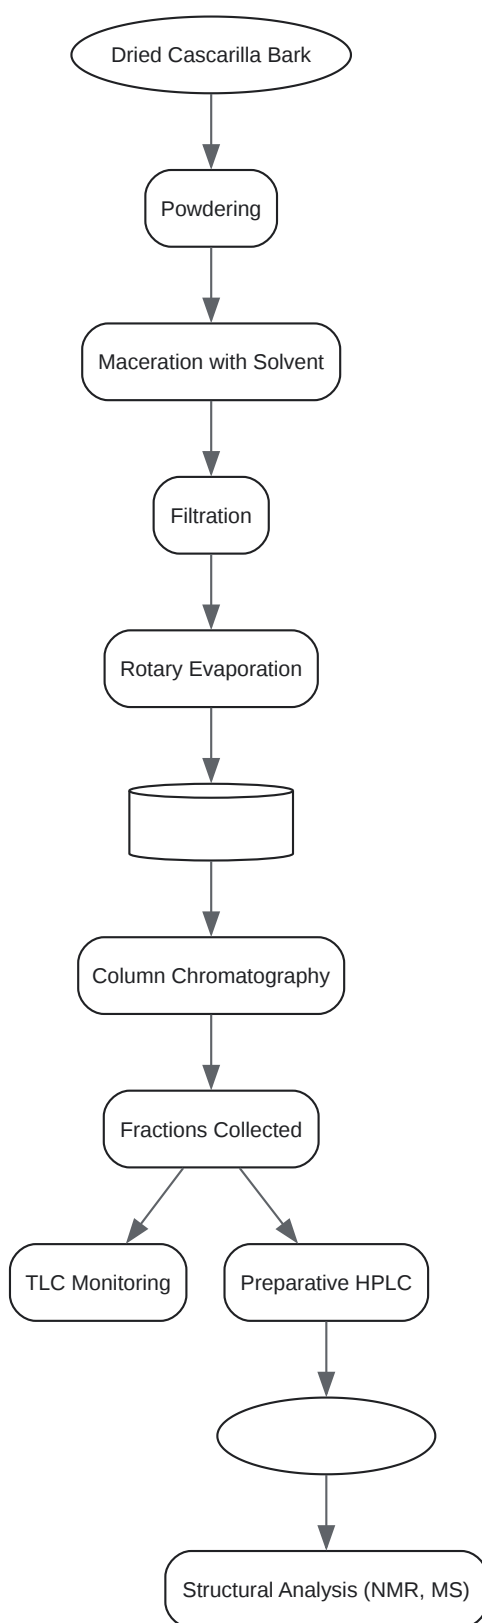 Dried Cascarilla Bark
Powdering
Maceration with Solvent
Filtration
Rotary Evaporation
Column Chromatography
Fractions Collected
TLC Monitoring
Preparative HPLC
Structural Analysis (NMR, MS)